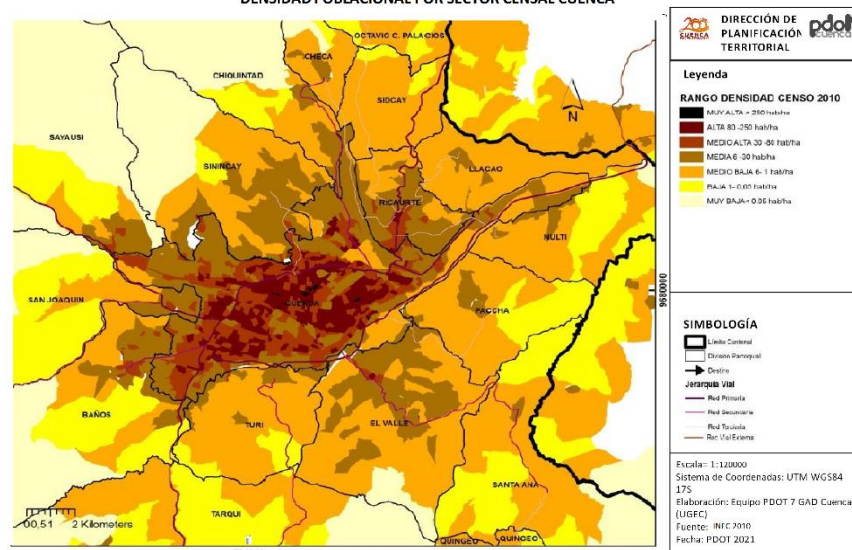 DENSIDAD POBLACIONAL POR SECTOR CENSAL CUENCA
OCTAVIO C. PALACIOS
CHECA
CHIQUINTAD
SIDCAY
SAYAUSI
SININCAY
LLACAO
RICAURTE
NULTI
SAN JOAQUIN
CUENCA
PACCHA
BAÑOS
TURI
EL VALLE
SANTA ANA
TARQUI
QUINGEO
QUINGEO
N
00,51 2 Kilometers
9680000
CUENCA
DIRECCIÓN DE
PLANIFICACIÓN
TERRITORIAL
pdot
cuenca
Leyenda
RANGO DENSIDAD CENSO 2010
MUY ALTA > 250 hab/ha
ALTA 80 -250 hab/ha
MEDIO ALTA 30 -80 hab/ha
MEDIA 6 -30 hab/ha
MEDIO BAJA 6- 1 hab/ha
BAJA 1- 0,05 hab/ha
MUY BAJA< 0,05 hab/ha
SIMBOLOGÍA
Límite Cantonal
División Parroquial
Destino
Jerarquía Vial
Red Primaria
Red Secundaria
Red Terciaria
Red Vial Externa
Escala= 1:120000
Sistema de Coordenadas: UTM WGS84
17S
Elaboración: Equipo PDOT 7 GAD Cuenca
(UGEC)
Fuente: INEC 2010
Fecha: PDOT 2021